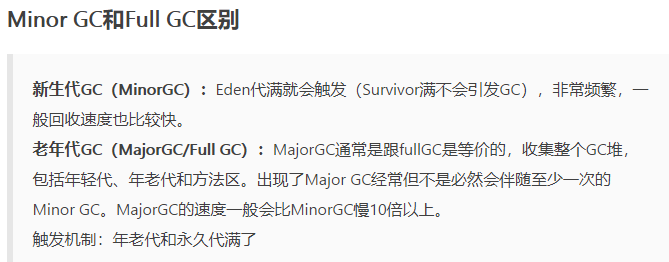 Minor GC和Full GC区别
新生代GC（MinorGC）：Eden代满就会触发（Survivor满不会引发GC），非常频繁，一
般回收速度也比较快。
老年代GC（MajorGC/Full GC）：MajorGC通常是跟fullGC是等价的，收集整个GC堆，
包括年轻代、年老代和方法区。出现了Major GC经常但不是必然会伴随至少一次的
Minor GC。MajorGC的速度一般会比MinorGC慢10倍以上。
触发机制：年老代和永久代满了